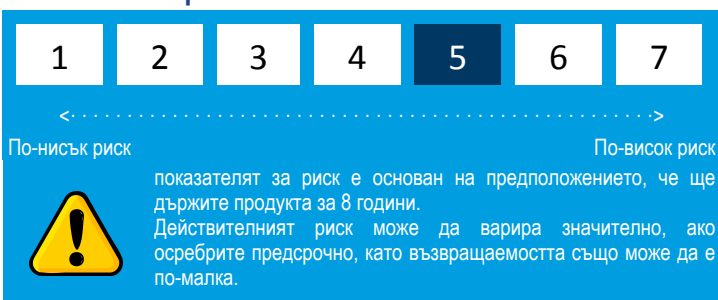 1 2 3 4 5 6 7
<· · · · · · · · · · · · · · · · · · · · · · · · · · · · · · · · · · · · · · · · · · · · · · · · · · · ·>
По-нисък риск По-висок риск
показателят за риск е основан на предположението, че ще
държите продукта за 8 години.
Действителният риск може да варира значително, ако
осребрите предсрочно, като възвращаемостта също може да е
по-малка.